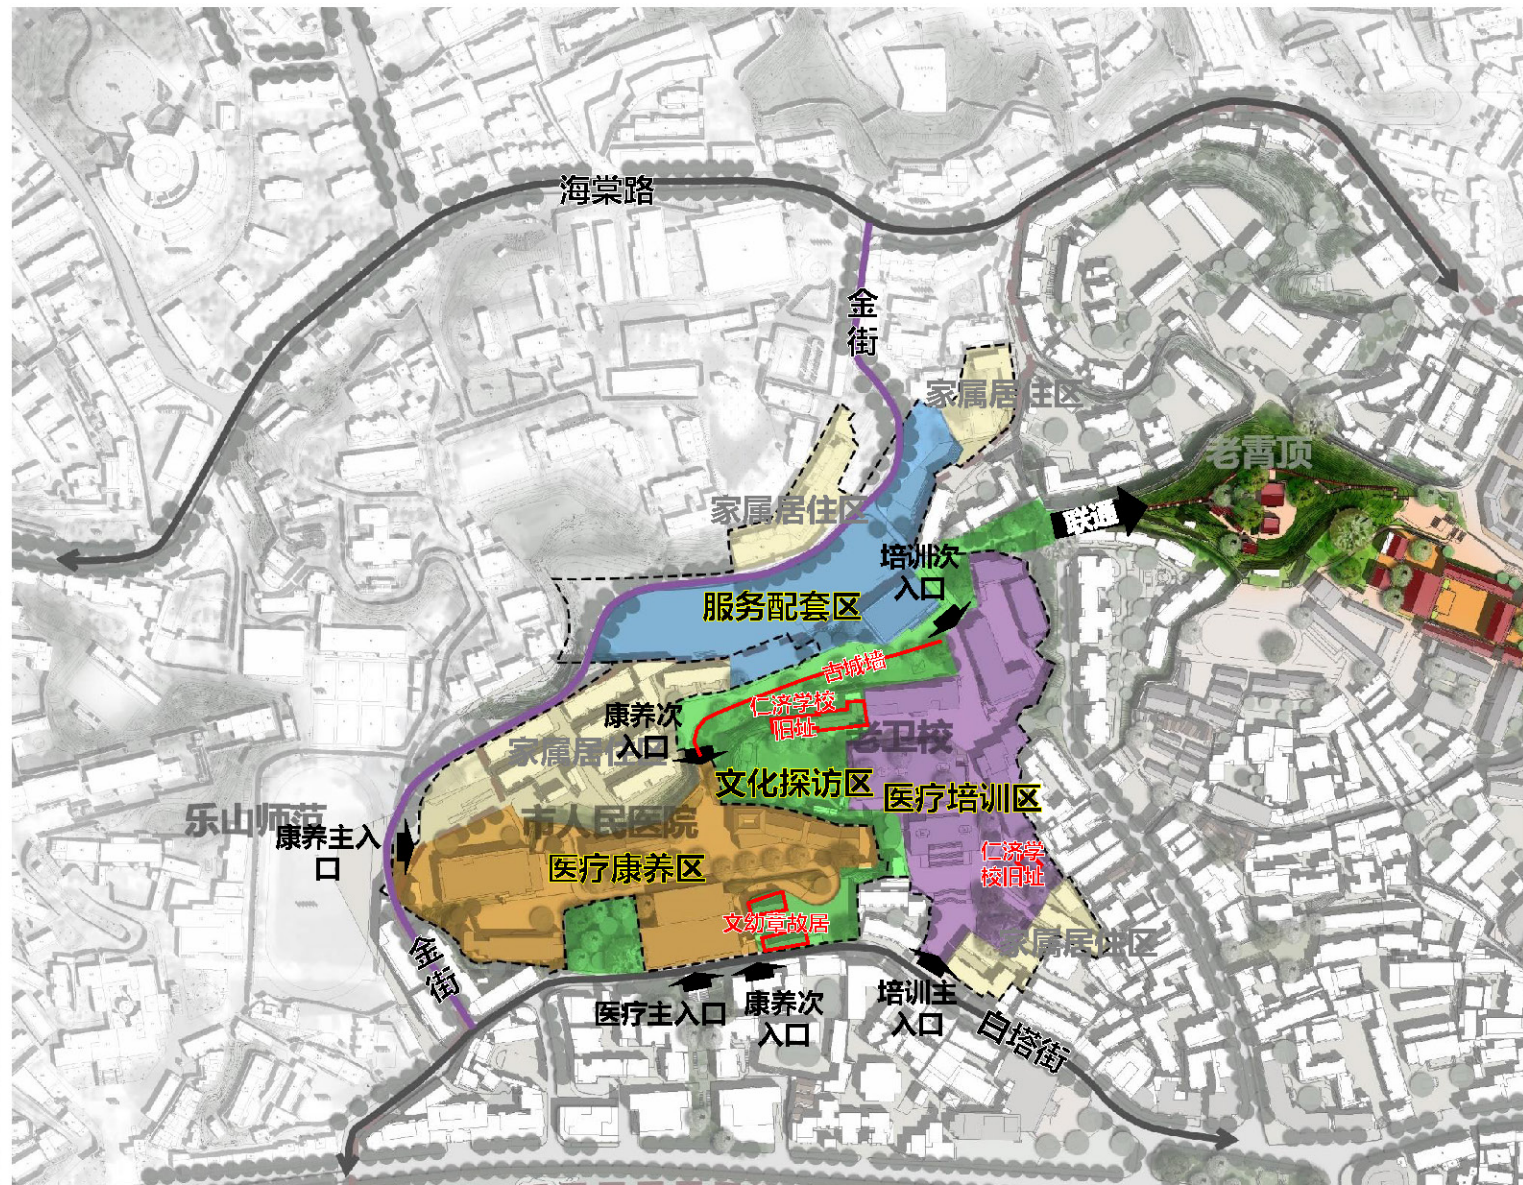 海棠路
金
街
家属居住区
老霄顶
家属居住区
联通
培训次
入口
服务配套区
古城墙
仁济学校
旧址
康养次
入口
家属居住区
老卫校
文化探访区
医疗培训区
乐山师范
市人民医院
康养主入
口
医疗康养区
仁济学
校旧址
文幼章故居
家属居住区
金
街
医疗主入口
康养次
入口
培训主
入口
白塔街